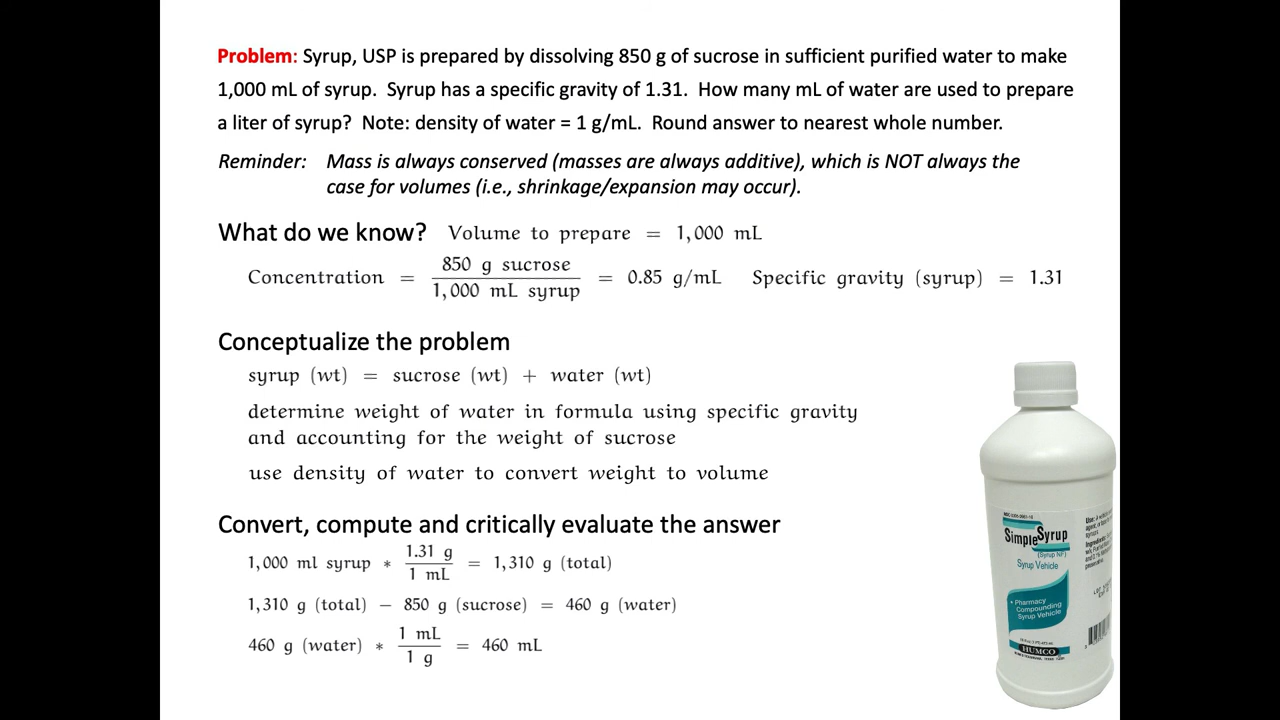 Problem: Syrup, USP is prepared by dissolving 850 g of sucrose in sufficient purified water to make
1,000 mL of syrup. Syrup has a specific gravity of 1.31. How many mL of water are used to prepare
a liter of syrup? Note: density of water = 1 g/mL. Round answer to nearest whole number.
Reminder: Mass is always conserved (masses are always additive), which is NOT always the
case for volumes (i.e., shrinkage/expansion may occur).
What do we know? Volume to prepare = 1,000 mL
Concentration = 850 g sucrose / 1,000 mL syrup = 0.85 g/mL Specific gravity (syrup) = 1.31
Conceptualize the problem
syrup (wt) = sucrose (wt) + water (wt)
determine weight of water in formula using specific gravity
and accounting for the weight of sucrose
use density of water to convert weight to volume
Convert, compute and critically evaluate the answer
1,000 ml syrup * 1.31 g / 1 mL = 1,310 g (total)
1,310 g (total) − 850 g (sucrose) = 460 g (water)
460 g (water) * 1 mL / 1 g = 460 mL
Simple Syrup
(Syrup NF)
Syrup Vehicle
• Pharmacy
Compounding
Syrup Vehicle
HUMCO